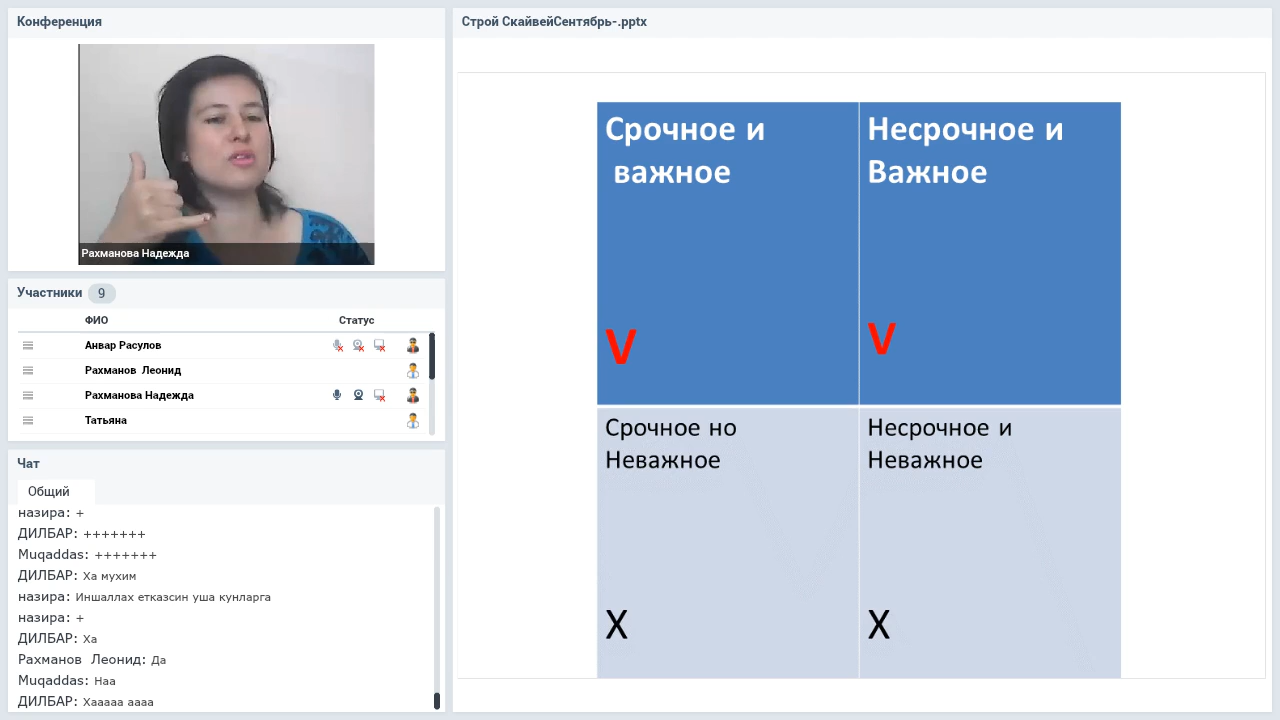 Конференция
Рахманова Надежда
Участники 9
ФИО Статус
Анвар Расулов
Рахманов Леонид
Рахманова Надежда
Татьяна
Чат
Общий
назира: +
ДИЛБАР: +++++++
Muqaddas: +++++++
ДИЛБАР: Ха мухим
назира: Иншаллах етказсин уша кунларга
назира: +
ДИЛБАР: Ха
Рахманов Леонид: Да
Muqaddas: Наа
ДИЛБАР: Хааааа аааа
Строй СкайвейСентябрь-.pptx
Срочное и
важное
V
Несрочное и
Важное
V
Срочное но
Неважное
X
Несрочное и
Неважное
X